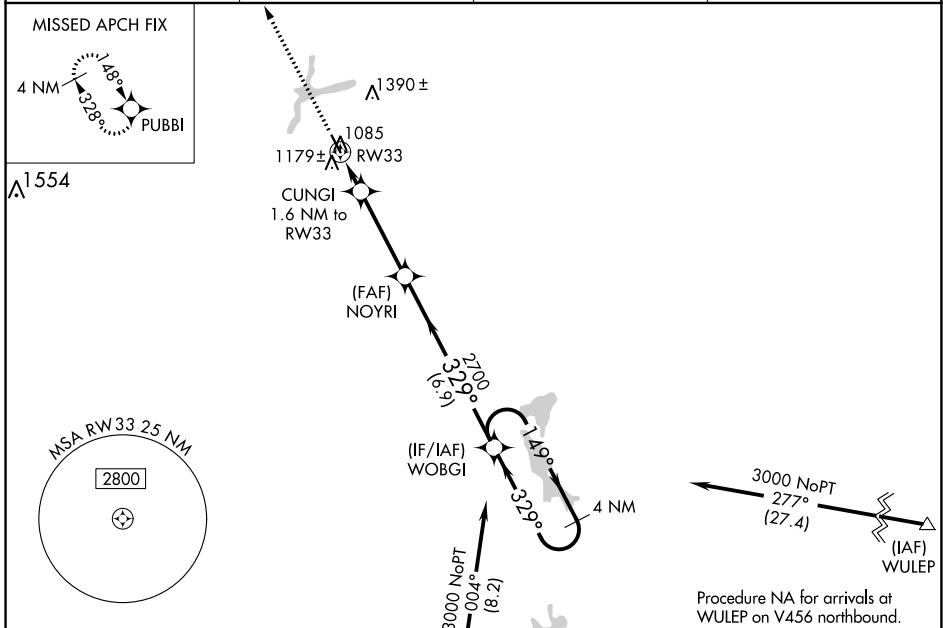 MISSED APCH FIX
4 NM
148°
328°
PUBBI
1390 ±
1085
1179 ±
RW33
1554
CUNGI
1.6 NM to
RW33
(FAF)
NOYRI
2700
329°
(6.9)
(IF/IAF)
WOBGI
149°
329°
4 NM
MSA RW33 25 NM
2800
3000 NoPT
277°
(27.4)
(IAF)
WULEP
3000 NoPT
004°
(8.2)
Procedure NA for arrivals at
WULEP on V456 northbound.